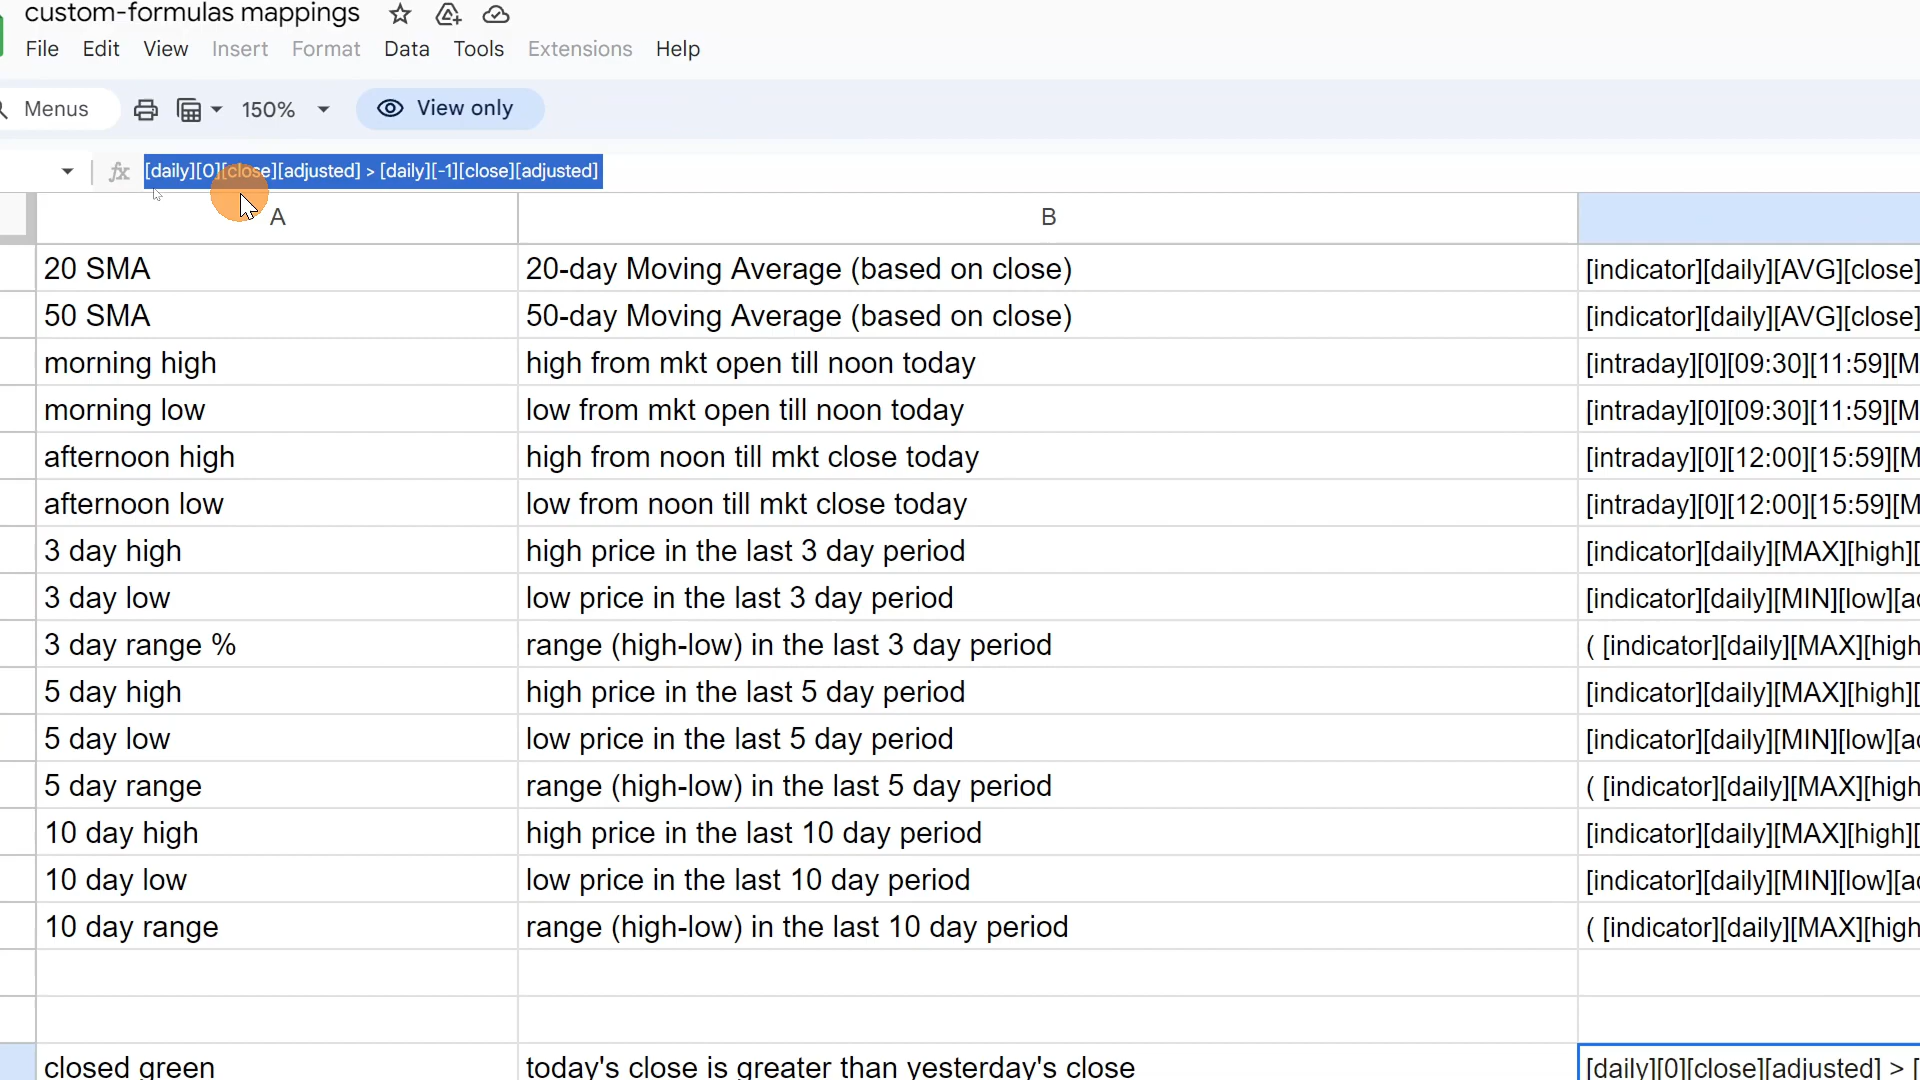 custom-formulas mappings
File Edit View Insert Format Data Tools Extensions Help
Menus 150% View only
fx [daily][0][close][adjusted] > [daily][-1][close][adjusted]
A B
20 SMA 20-day Moving Average (based on close) [indicator][daily][AVG][close]
50 SMA 50-day Moving Average (based on close) [indicator][daily][AVG][close]
morning high high from mkt open till noon today [intraday][0][09:30][11:59][M
morning low low from mkt open till noon today [intraday][0][09:30][11:59][M
afternoon high high from noon till mkt close today [intraday][0][12:00][15:59][M
afternoon low low from noon till mkt close today [intraday][0][12:00][15:59][M
3 day high high price in the last 3 day period [indicator][daily][MAX][high][
3 day low low price in the last 3 day period [indicator][daily][MIN][low][ad
3 day range % range (high-low) in the last 3 day period ( [indicator][daily][MAX][high
5 day high high price in the last 5 day period [indicator][daily][MAX][high][
5 day low low price in the last 5 day period [indicator][daily][MIN][low][ad
5 day range range (high-low) in the last 5 day period ( [indicator][daily][MAX][high
10 day high high price in the last 10 day period [indicator][daily][MAX][high][
10 day low low price in the last 10 day period [indicator][daily][MIN][low][ad
10 day range range (high-low) in the last 10 day period ( [indicator][daily][MAX][high
closed green today's close is greater than yesterday's close [daily][0][close][adjusted] > [